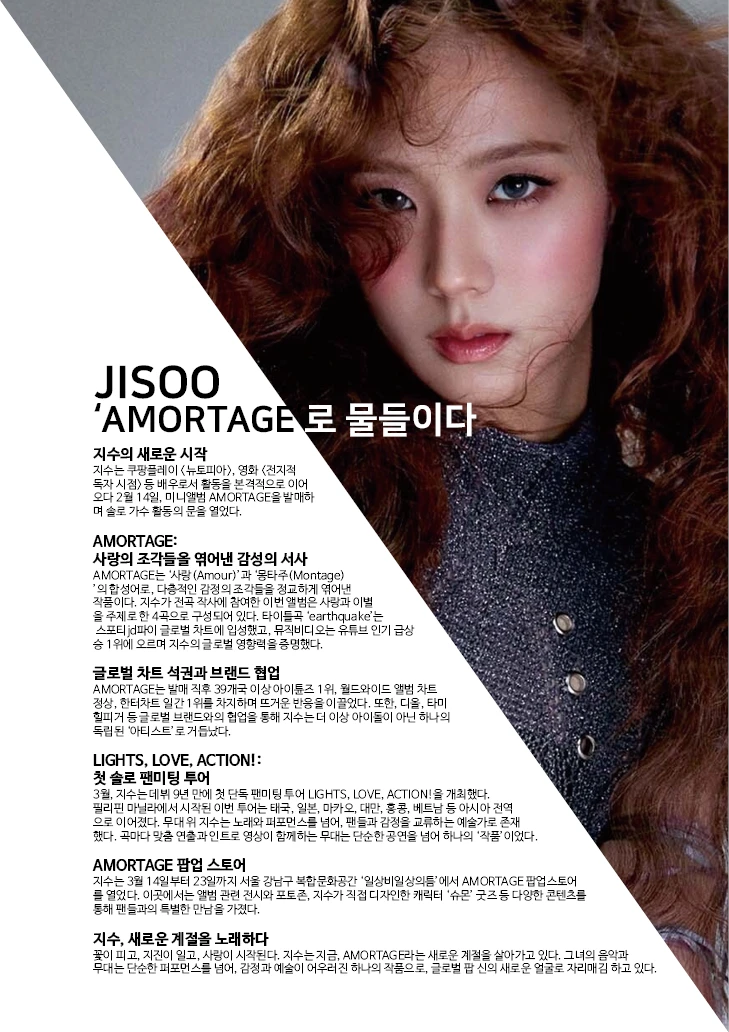 JISOO
‘AMORTAGE 로 물들이다
지수의 새로운 시작
지수는 쿠팡플레이 <뉴토피아>, 영화 <전지적
독자 시점> 등 배우로서 활동을 본격적으로 이어
오다 2월 14일, 미니앨범 AMORTAGE을 발매하
며 솔로 가수 활동의 문을 열었다.
AMORTAGE:
사랑의 조각들올 엮어낸 감성의 서사
AMORTAGE는 ‘사랑(Amour)’과 ‘몽타주(Montage)
’의 합성어로, 다층적인 감정의 조각들을 정교하게 엮어낸
작품이다. 지수가 전곡 작사에 참여한 이번 앨범은 사랑과 이별
을 주제로 한 4곡으로 구성되어 있다. 타이틀곡 ‘earthquake’는
스포티jd파이 글로벌 차트에 입성했고, 뮤직비디오는 유튜브 인기 급상
승 1위에 오르며 지수의 글로벌 영향력을 증명했다.
글로벌 차트 석권과 브랜드 협업
AMORTAGE는 발매 직후 39개국 이상 아이튠즈 1위, 월드와이드 앨범 차트
정상, 한터차트 일간 1위를 차지하며 뜨거운 반응을 이끌었다. 또한, 디올, 타미
힐피거 등 글로벌 브랜드와의 협업을 통해 지수는 더 이상 아이돌이 아닌 하나의
독립된 ‘아티스트’로 거듭났다.
LIGHTS, LOVE, ACTION!:
첫 솔로 팬미팅 투어
3월, 지수는 데뷔 9년 만에 첫 단독 팬미팅 투어 LIGHTS, LOVE, ACTION!을 개최했다.
필리핀 마닐라에서 시작된 이번 투어는 태국, 일본, 마카오, 대만, 홍콩, 베트남 등 아시아 전역
으로 이어졌다. 무대 위 지수는 노래와 퍼포먼스를 넘어, 팬들과 감정을 교류하는 예술가로 존재
했다. 곡마다 맞춤 연출과 인트로 영상이 함께하는 무대는 단순한 공연을 넘어 하나의 ‘작품’이었다.
AMORTAGE 팝업 스토어
지수는 3월 14일부터 23일까지 서울 강남구 복합문화공간 ‘일상비일상의틈’에서 AMORTAGE 팝업스토어
를 열었다. 이곳에서는 앨범 관련 전시와 포토존, 지수가 직접 디자인한 캐릭터 ‘슈몬’ 굿즈 등 다양한 콘텐츠를
통해 팬들과의 특별한 만남을 가졌다.
지수, 새로운 계절올 노래하다
꽃이 피고, 지진이 일고, 사랑이 시작된다. 지수는 지금, AMORTAGE라는 새로운 계절을 살아가고 있다. 그녀의 음악과
무대는 단순한 퍼포먼스를 넘어, 감정과 예술이 어우러진 하나의 작품으로, 글로벌 팝 신의 새로운 얼굴로 자리매김 하고 있다.